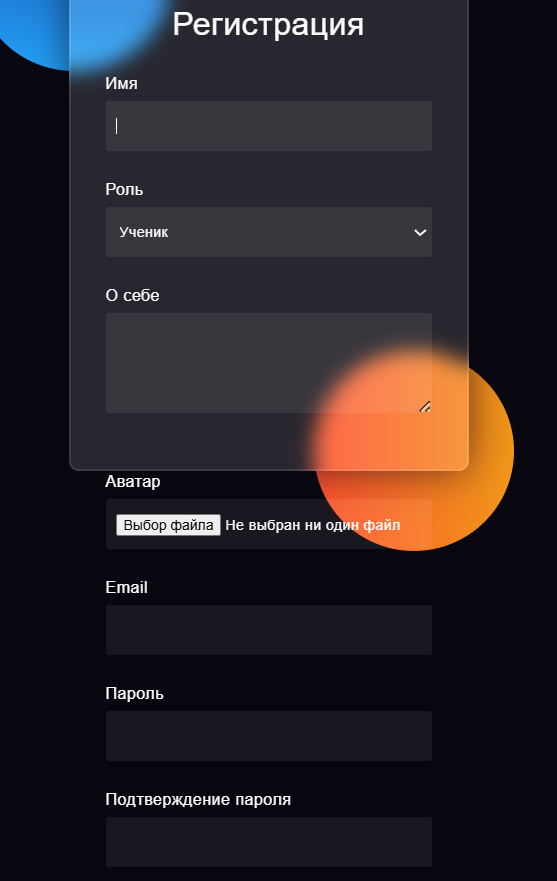 Регистрация
Имя
Роль
Ученик
О себе
Аватар
Выбор файла Не выбран ни один файл
Email
Пароль
Подтверждение пароля